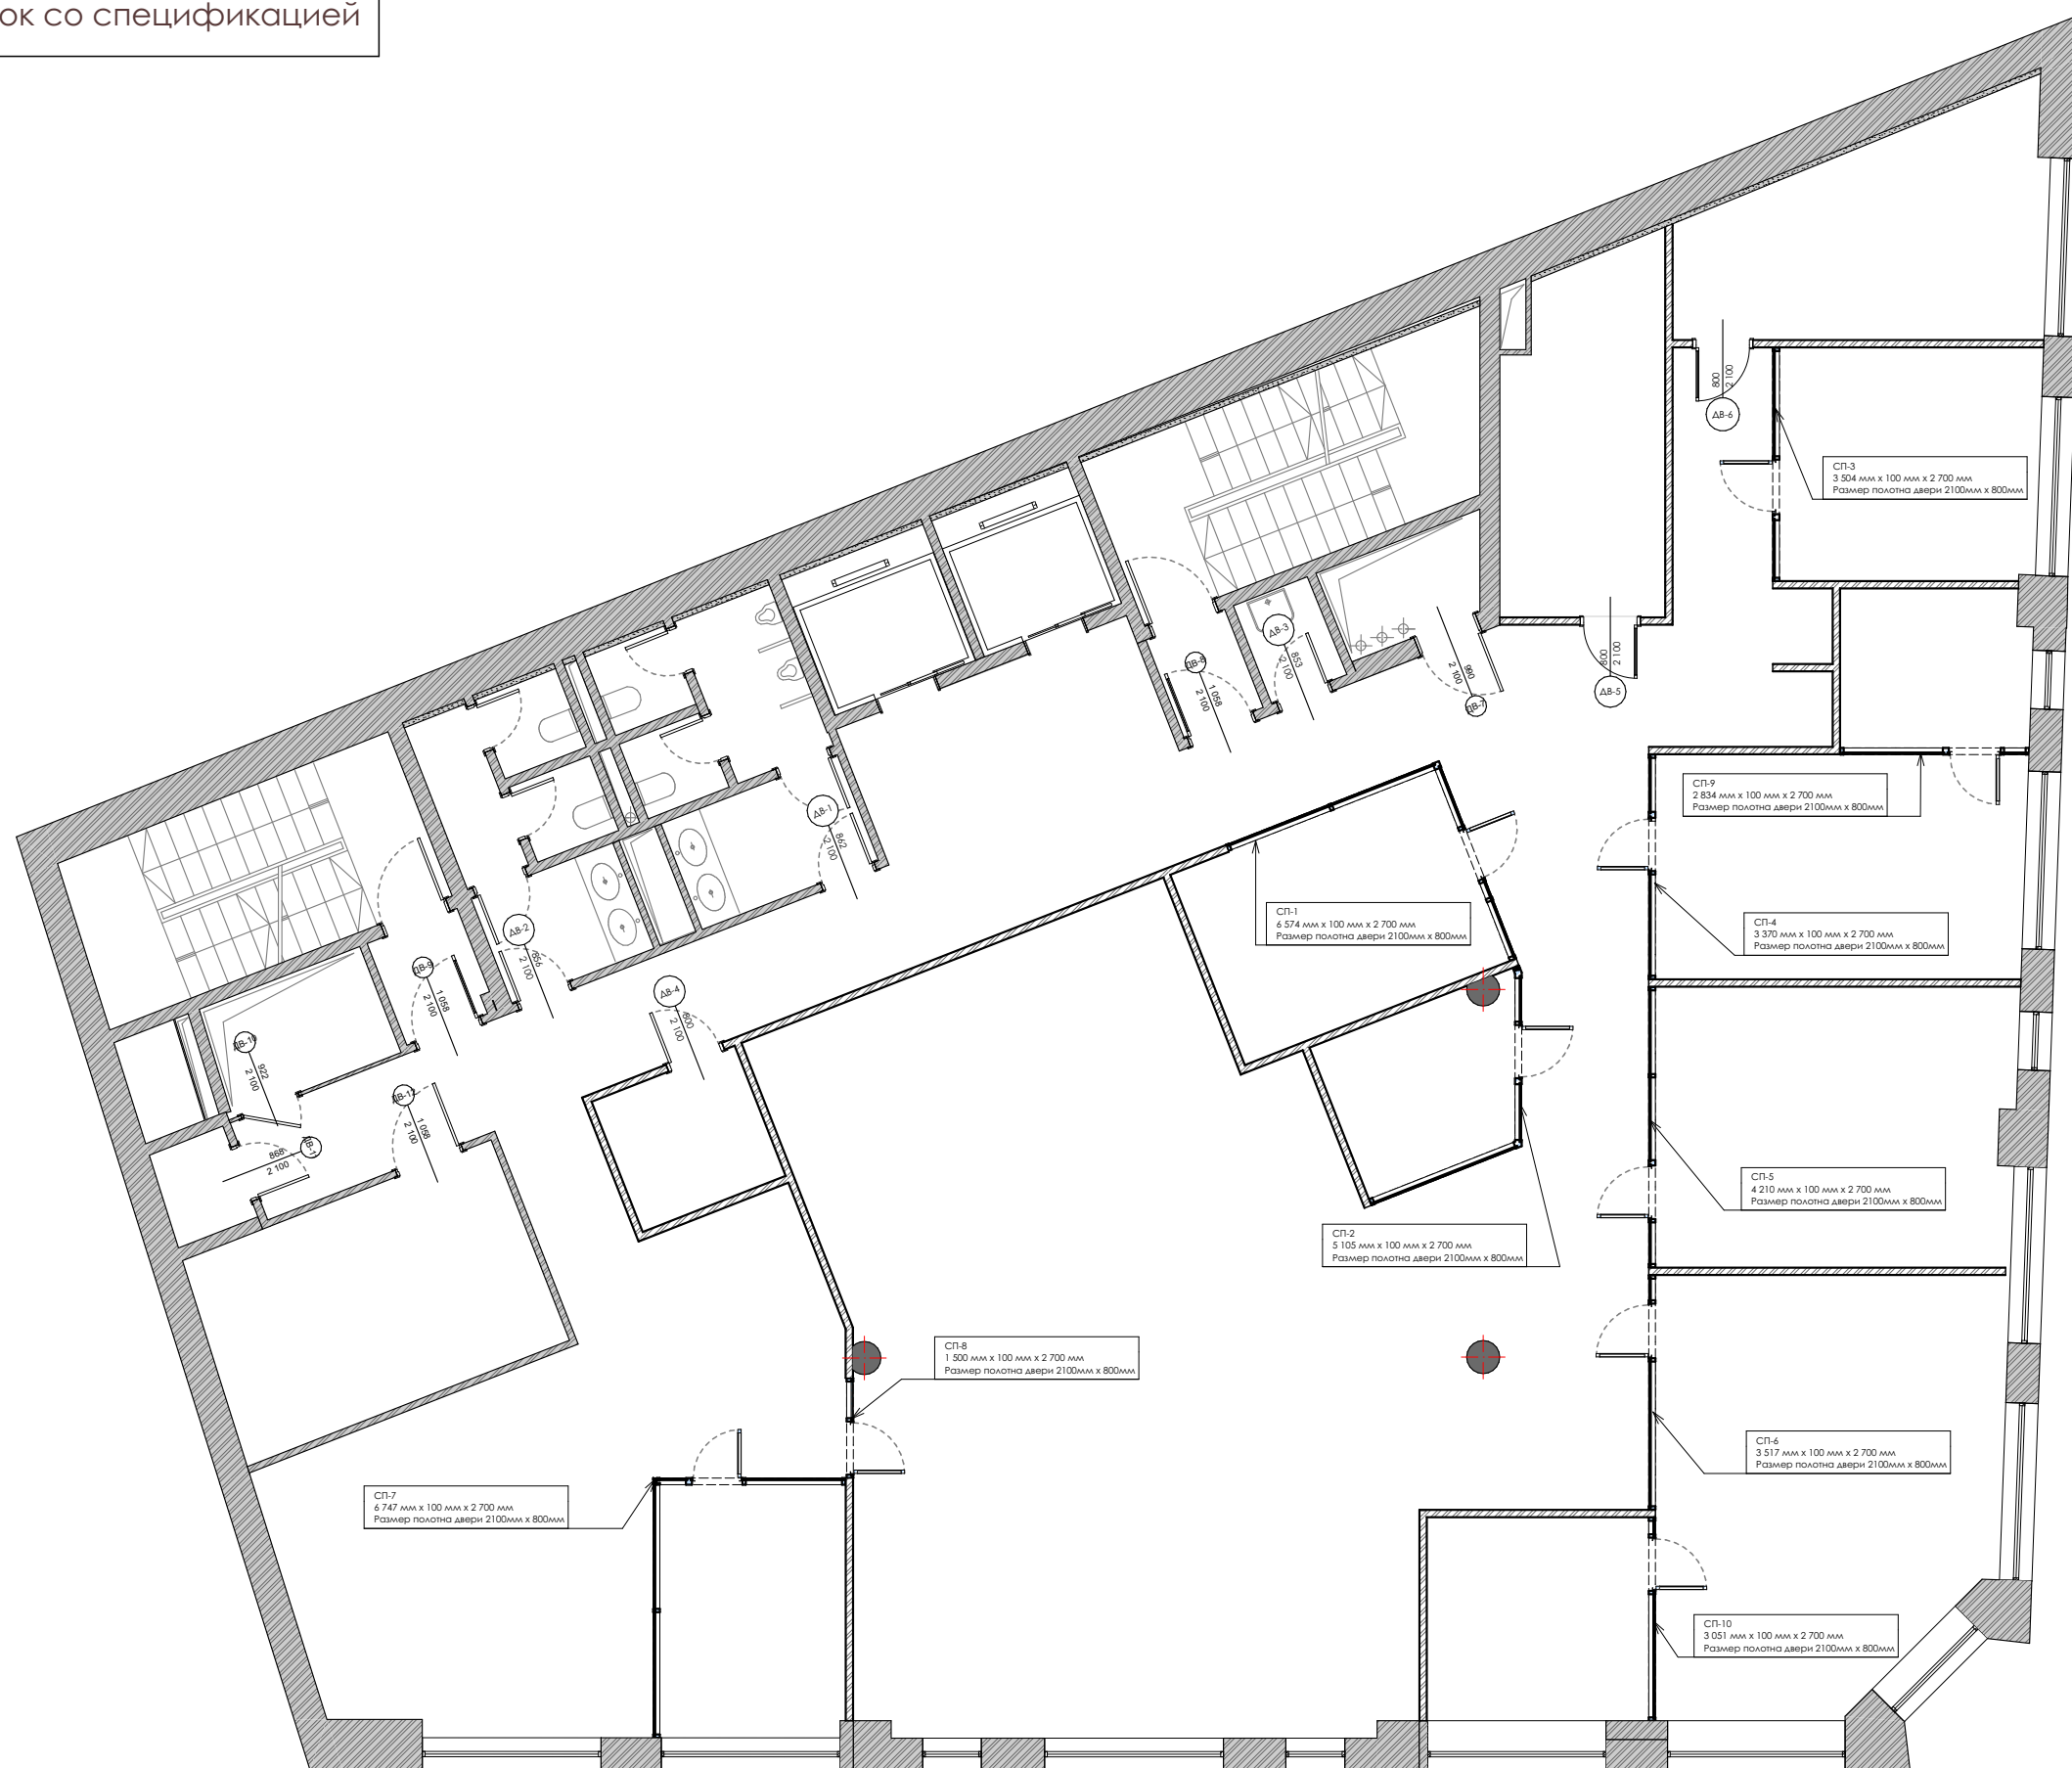 ок со спецификацией
800
2 100
ДВ-6
СП-3
3 504 мм x 100 мм x 2 700 мм
Размер полотна двери 2100мм x 800мм
ДВ-3
853
2 100
ДВ-8
1 058
2 100
990
2 100
ДВ-7
800
2 100
ДВ-5
СП-9
2 834 мм x 100 мм x 2 700 мм
Размер полотна двери 2100мм x 800мм
ДВ-1
862
2 100
СП-1
6 574 мм x 100 мм x 2 700 мм
Размер полотна двери 2100мм x 800мм
СП-4
3 370 мм x 100 мм x 2 700 мм
Размер полотна двери 2100мм x 800мм
ДВ-2
856
2 100
ДВ-9
1 058
2 100
ДВ-4
800
2 100
ДВ-10
922
2 100
ДВ-12
1 058
2 100
868
2 100
ДВ-11
СП-5
4 210 мм x 100 мм x 2 700 мм
Размер полотна двери 2100мм x 800мм
СП-2
5 105 мм x 100 мм x 2 700 мм
Размер полотна двери 2100мм x 800мм
СП-8
1 500 мм x 100 мм x 2 700 мм
Размер полотна двери 2100мм x 800мм
СП-6
3 517 мм x 100 мм x 2 700 мм
Размер полотна двери 2100мм x 800мм
СП-7
6 747 мм x 100 мм x 2 700 мм
Размер полотна двери 2100мм x 800мм
СП-10
3 051 мм x 100 мм x 2 700 мм
Размер полотна двери 2100мм x 800мм